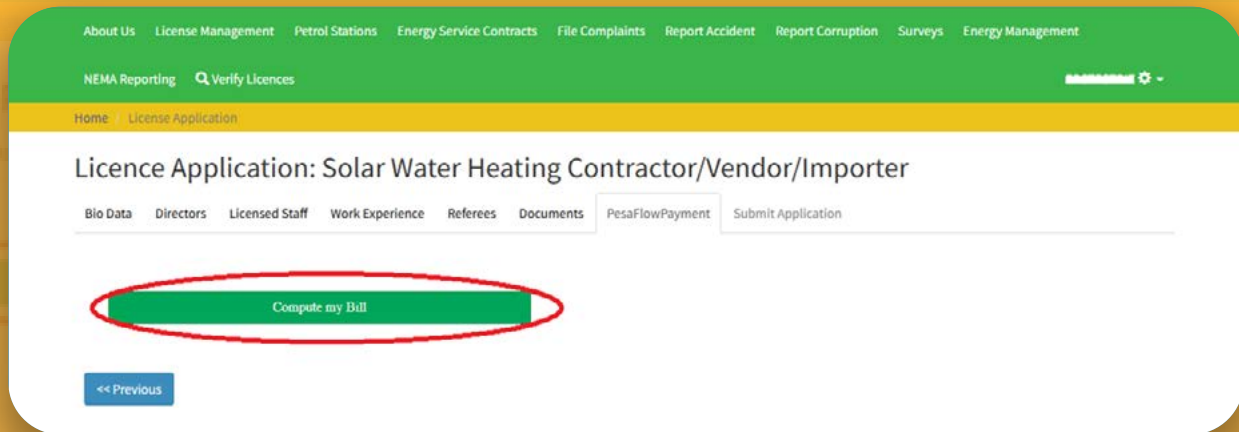 About Us License Management Petrol Stations Energy Service Contracts File Complaints Report Accident Report Corruption Surveys Energy Management
NEMA Reporting Verify Licences
Home / License Application
Licence Application: Solar Water Heating Contractor/Vendor/Importer
Bio Data Directors Licensed Staff Work Experience Referees Documents PesaFlowPayment Submit Application
Compute my Bill
<< Previous